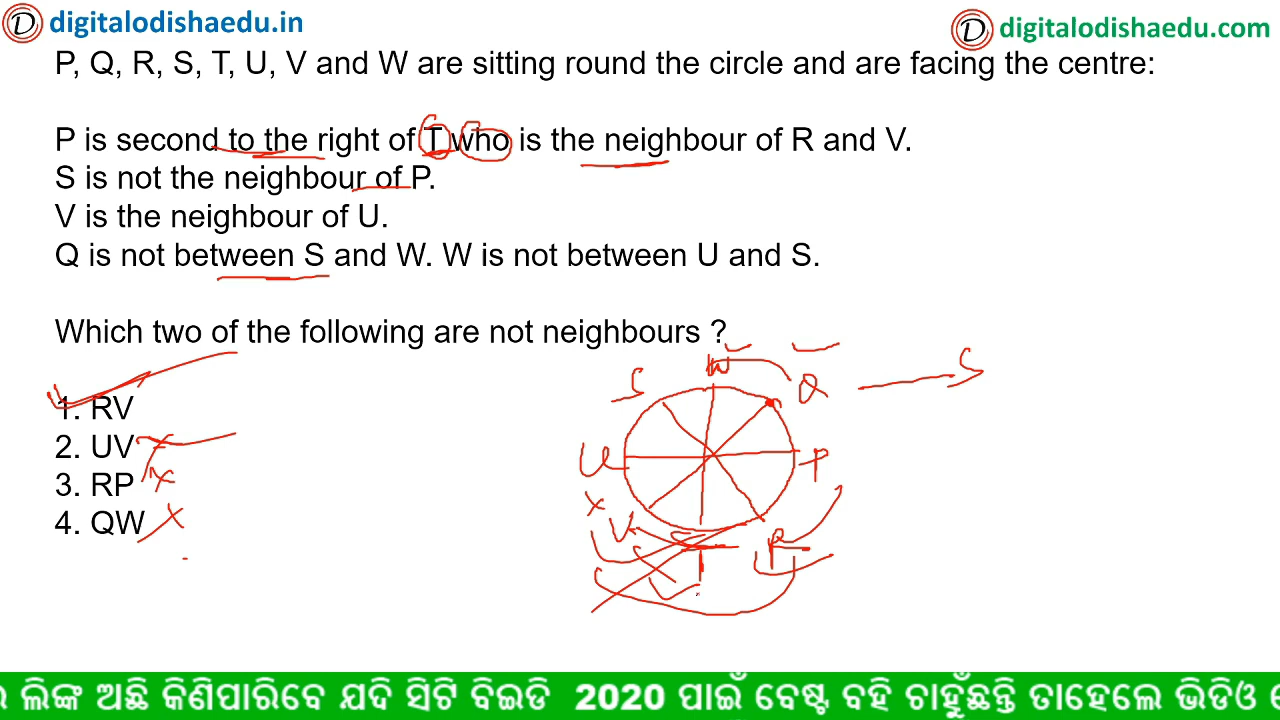 digitalodishaedu.in
digitalodishaedu.com
P, Q, R, S, T, U, V and W are sitting round the circle and are facing the centre:
P is second to the right of T who is the neighbour of R and V.
S is not the neighbour of P.
V is the neighbour of U.
Q is not between S and W. W is not between U and S.
Which two of the following are not neighbours ?
1. RV
2. UV
3. RP
4. QW
W
S Q S
U P
V R
T
ଲିଙ୍କ ଅଛି କିଣିପାରିବେ ଯଦି ସିଟି ବିଇଡି 2020 ପାଇଁ ବେଷ୍ଟ ବହି ଚାହୁଁଛନ୍ତି ତାହେଲେ ଭିଡିଓ